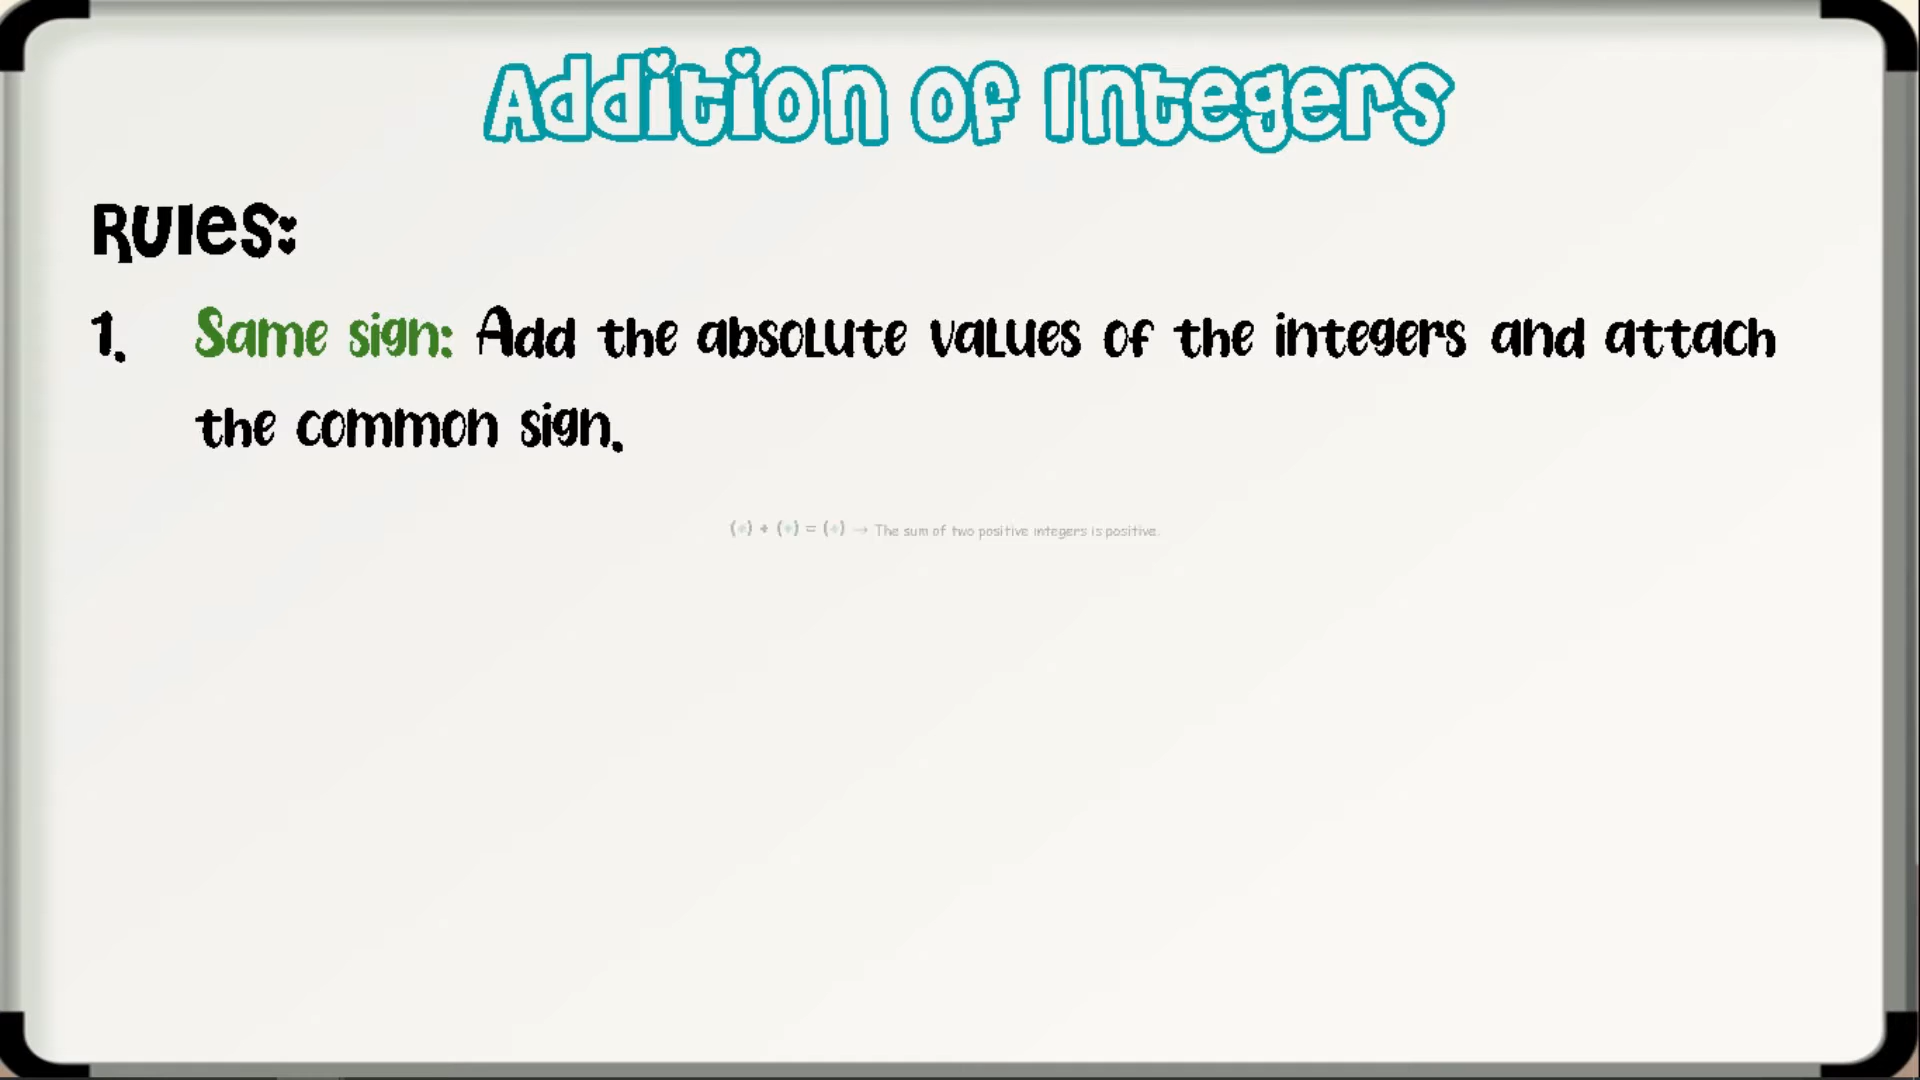 Addition of Integers
Rules:
1. Same sign: Add the absolute values of the integers and attach
the common sign.
(+) + (+) = (+) → The sum of two positive integers is positive.